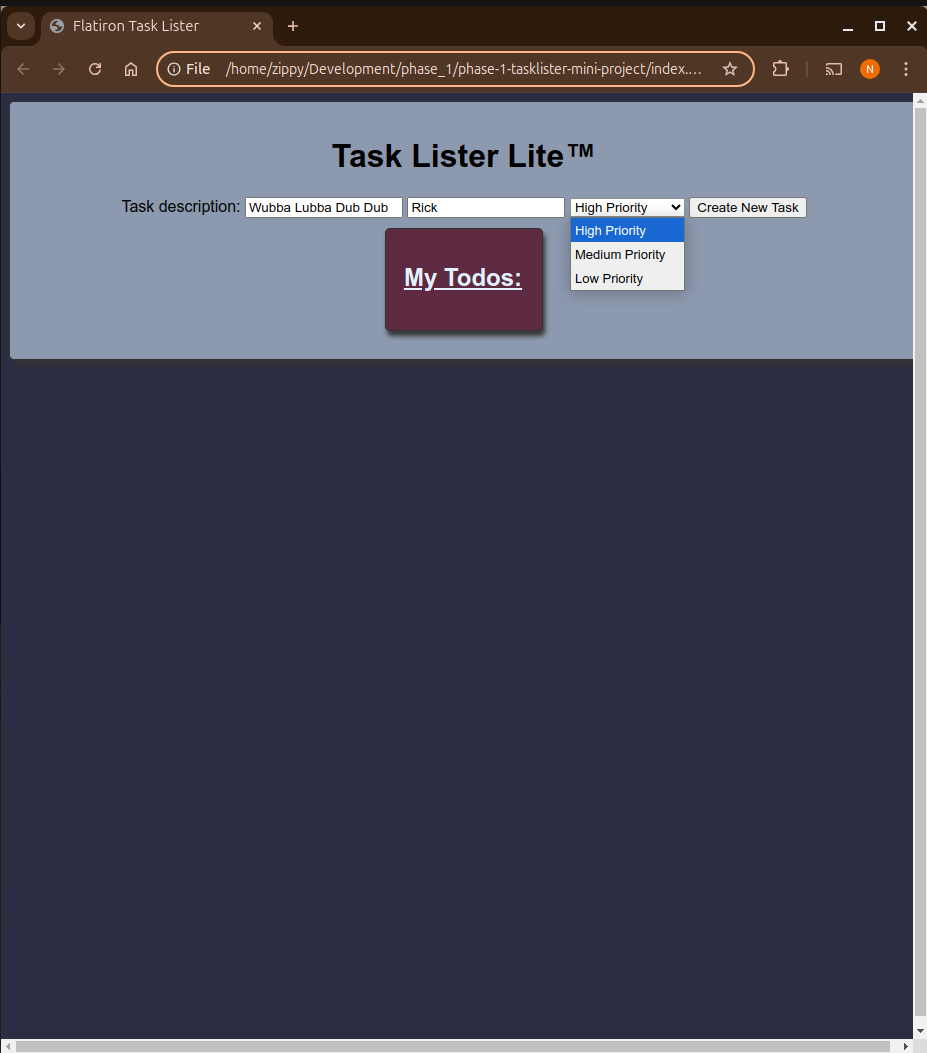 Flatiron Task Lister
File /home/zippy/Development/phase_1/phase-1-tasklister-mini-project/index.…
N
Task Lister Lite™
Task description: Wubba Lubba Dub Dub Rick High Priority Create New Task
High Priority
Medium Priority
Low Priority
My Todos: